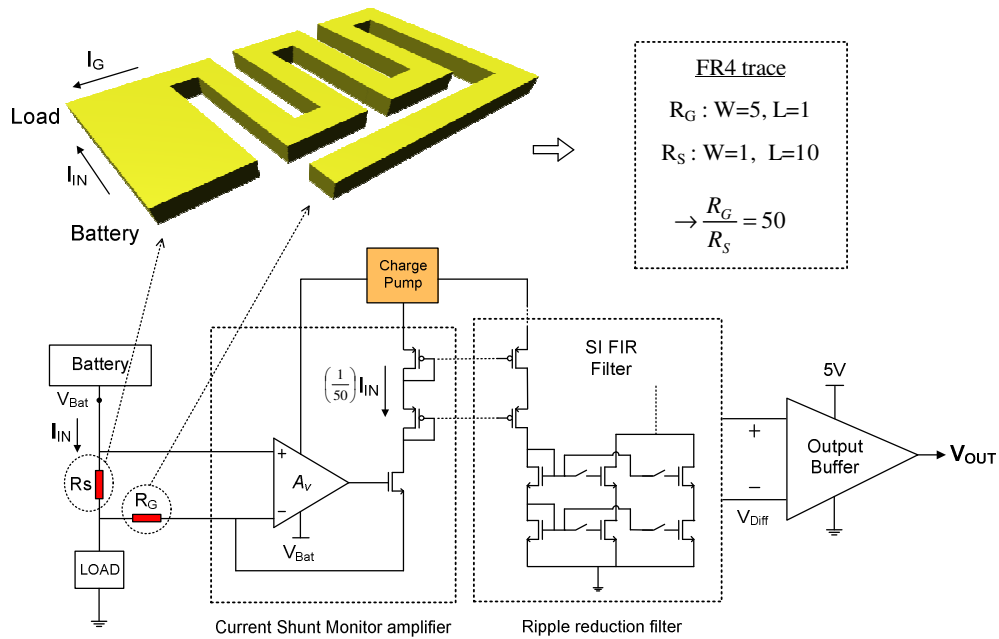 I_G
Load
I_IN
Battery
FR4 trace
R_G : W=5, L=1
R_S : W=1, L=10
→ R_G / R_S = 50
Charge
Pump
Battery
V_Bat
I_IN
Rs
R_G
LOAD
+
A_v
−
V_Bat
(1/50) I_IN
SI FIR
Filter
5V
+
Output
Buffer
−
V_Diff
V_OUT
Current Shunt Monitor amplifier
Ripple reduction filter